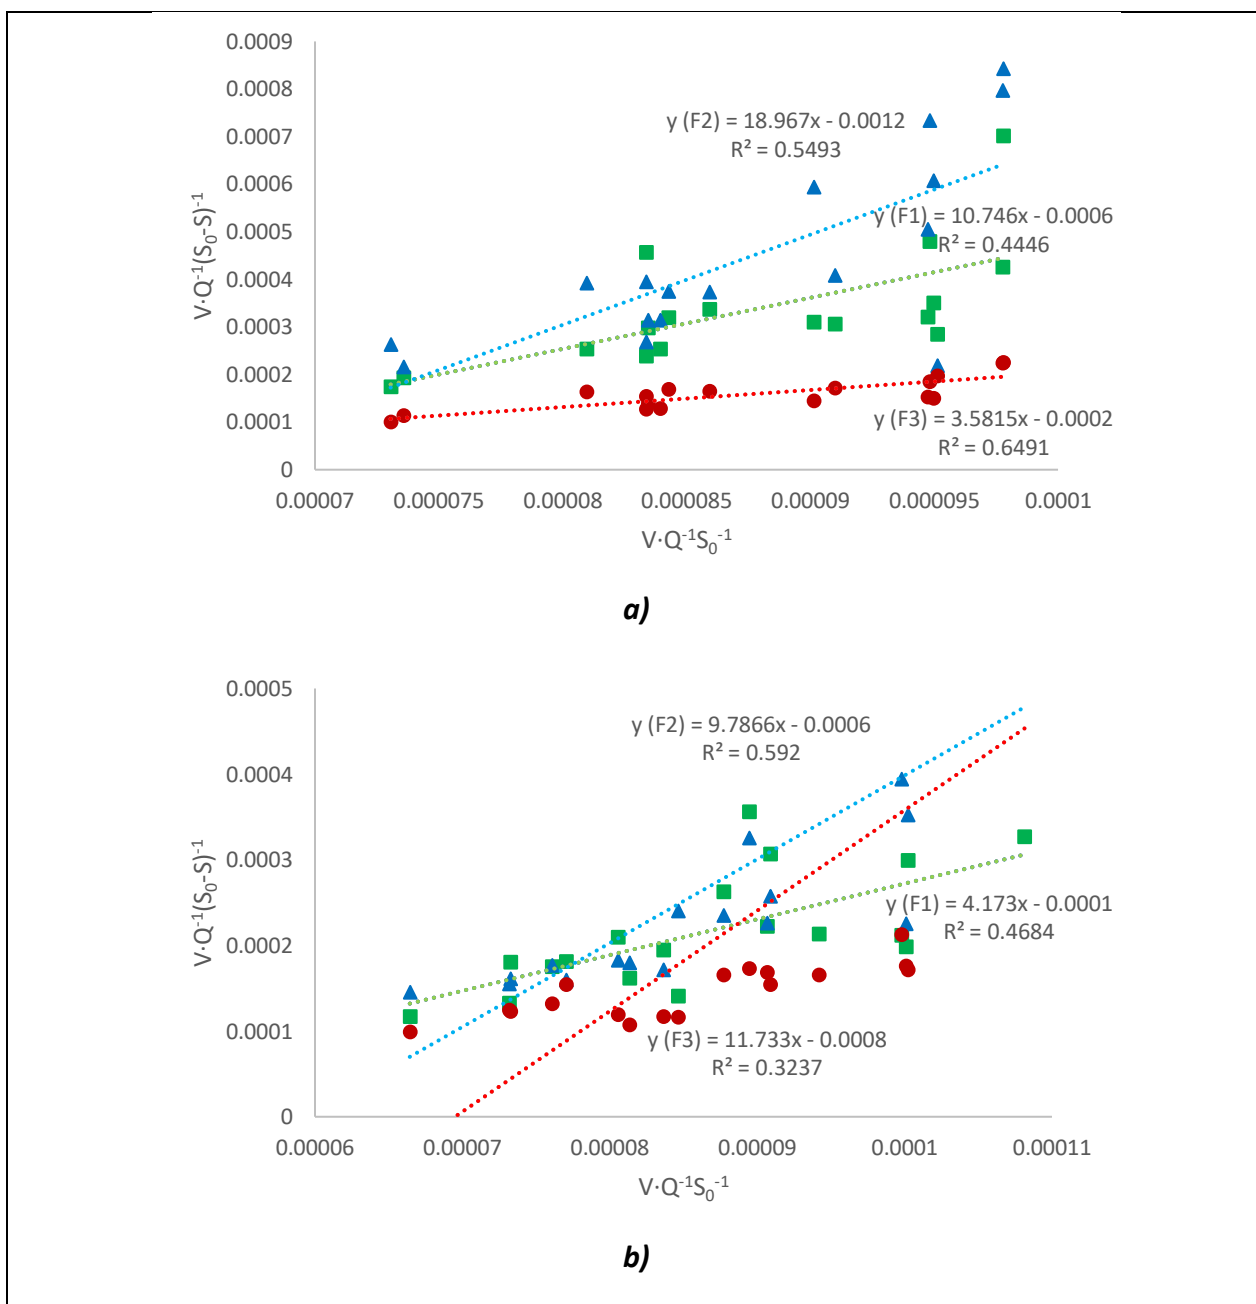 0.0009
0.0008
0.0007
0.0006
0.0005
0.0004
0.0003
0.0002
0.0001
0
V·Q⁻¹(S₀-S)⁻¹
y (F2) = 18.967x - 0.0012
R² = 0.5493
y (F1) = 10.746x - 0.0006
R² = 0.4446
y (F3) = 3.5815x - 0.0002
R² = 0.6491
0.00007 0.000075 0.00008 0.000085 0.00009 0.000095 0.0001
V·Q⁻¹S₀⁻¹
a)
0.0005
0.0004
0.0003
0.0002
0.0001
0
V·Q⁻¹(S₀-S)⁻¹
y (F2) = 9.7866x - 0.0006
R² = 0.592
y (F1) = 4.173x - 0.0001
R² = 0.4684
y (F3) = 11.733x - 0.0008
R² = 0.3237
0.00006 0.00007 0.00008 0.00009 0.0001 0.00011
V·Q⁻¹S₀⁻¹
b)